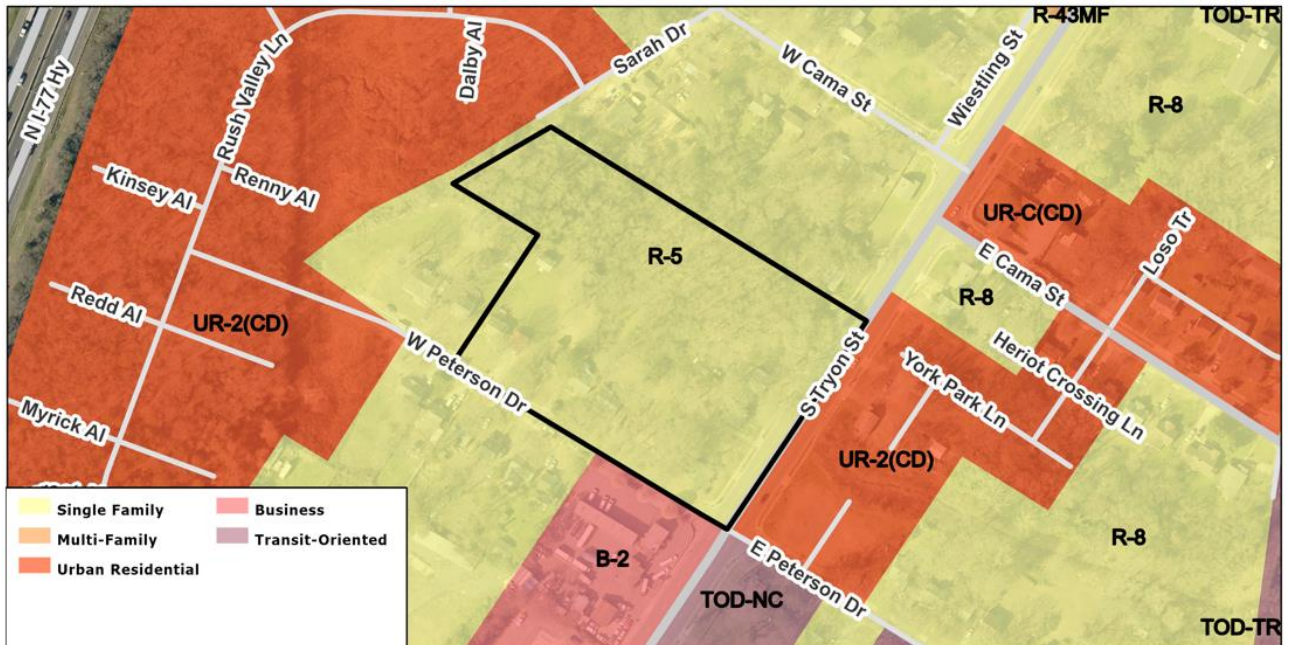 R-43MF
TOD-TR
N I-77 Hy
Rush Valley Ln
Dalby Al
Sarah Dr
W Cama St
Wiestling St
R-8
Kinsey Al
Renny Al
UR-C(CD)
Loso Tr
R-5
E Cama St
R-8
Redd Al
UR-2(CD)
W Peterson Dr
S Tryon St
York Park Ln
Heriot Crossing Ln
Myrick Al
UR-2(CD)
Single Family
Business
Multi-Family
Transit-Oriented
Urban Residential
B-2
TOD-NC
E Peterson Dr
R-8
TOD-TR